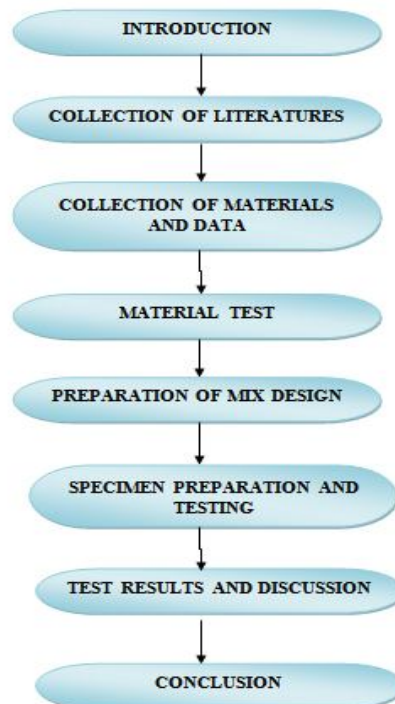 INTRODUCTION
COLLECTION OF LITERATURES
COLLECTION OF MATERIALS
AND DATA
MATERIAL TEST
PREPARATION OF MIX DESIGN
SPECIMEN PREPARATION AND
TESTING
TEST RESULTS AND DISCUSSION
CONCLUSION